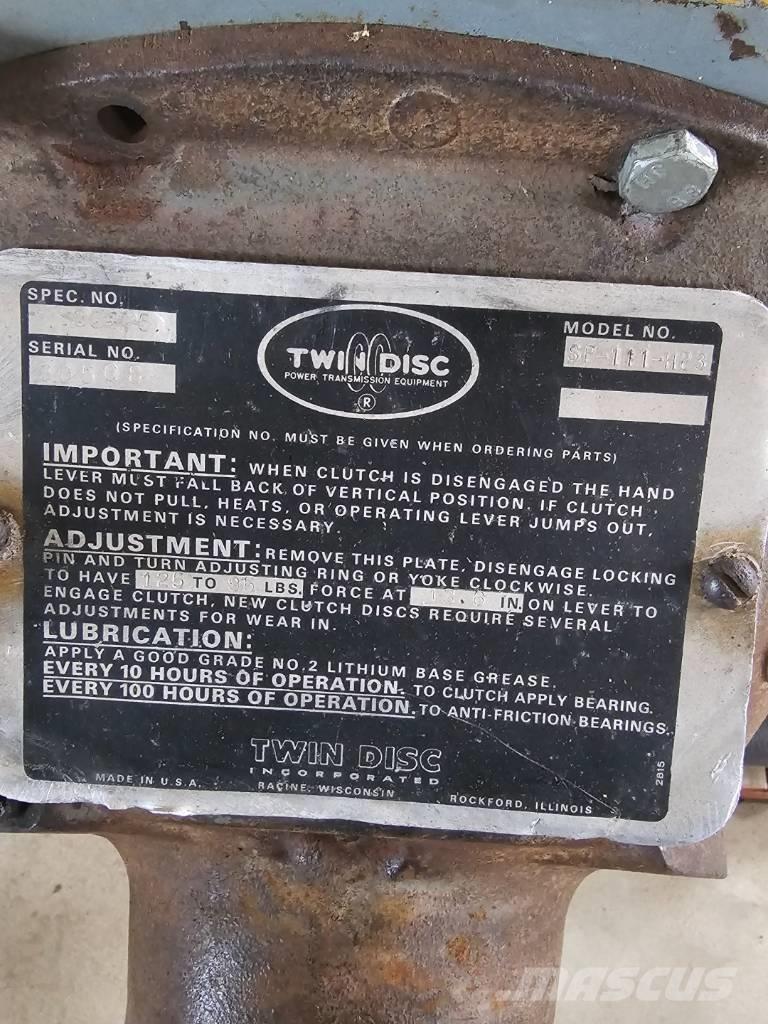 SPEC. NO.
SERIAL NO.
TWIN DISC
POWER TRANSMISSION EQUIPMENT
®
MODEL NO.
(SPECIFICATION NO. MUST BE GIVEN WHEN ORDERING PARTS)
IMPORTANT: WHEN CLUTCH IS DISENGAGED THE HAND
LEVER MUST FALL BACK OF VERTICAL POSITION. IF CLUTCH
DOES NOT PULL, HEATS, OR OPERATING LEVER JUMPS OUT,
ADJUSTMENT IS NECESSARY
ADJUSTMENT: REMOVE THIS PLATE, DISENGAGE LOCKING
PIN AND TURN ADJUSTING RING OR YOKE CLOCKWISE.
TO HAVE 125 TO LBS. FORCE AT IN. ON LEVER TO
ENGAGE CLUTCH, NEW CLUTCH DISCS REQUIRE SEVERAL
ADJUSTMENTS FOR WEAR IN.
LUBRICATION:
APPLY A GOOD GRADE NO. 2 LITHIUM BASE GREASE.
EVERY 10 HOURS OF OPERATION. TO CLUTCH APPLY BEARING.
EVERY 100 HOURS OF OPERATION. TO ANTI-FRICTION BEARINGS.
TWIN DISC
INCORPORATED
MADE IN U.S.A.
RACINE, WISCONSIN
ROCKFORD, ILLINOIS
2815
MASCUS